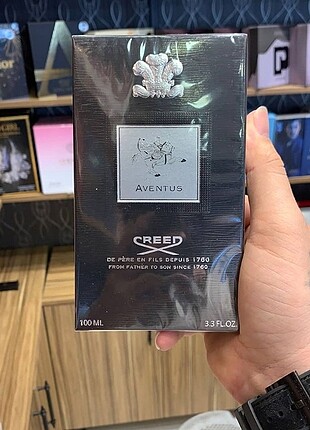 AVENTUS
CREED
DE PÈRE EN FILS DEPUIS 1760
FROM FATHER TO SON SINCE 1760
100 ML 3.3 FL.OZ